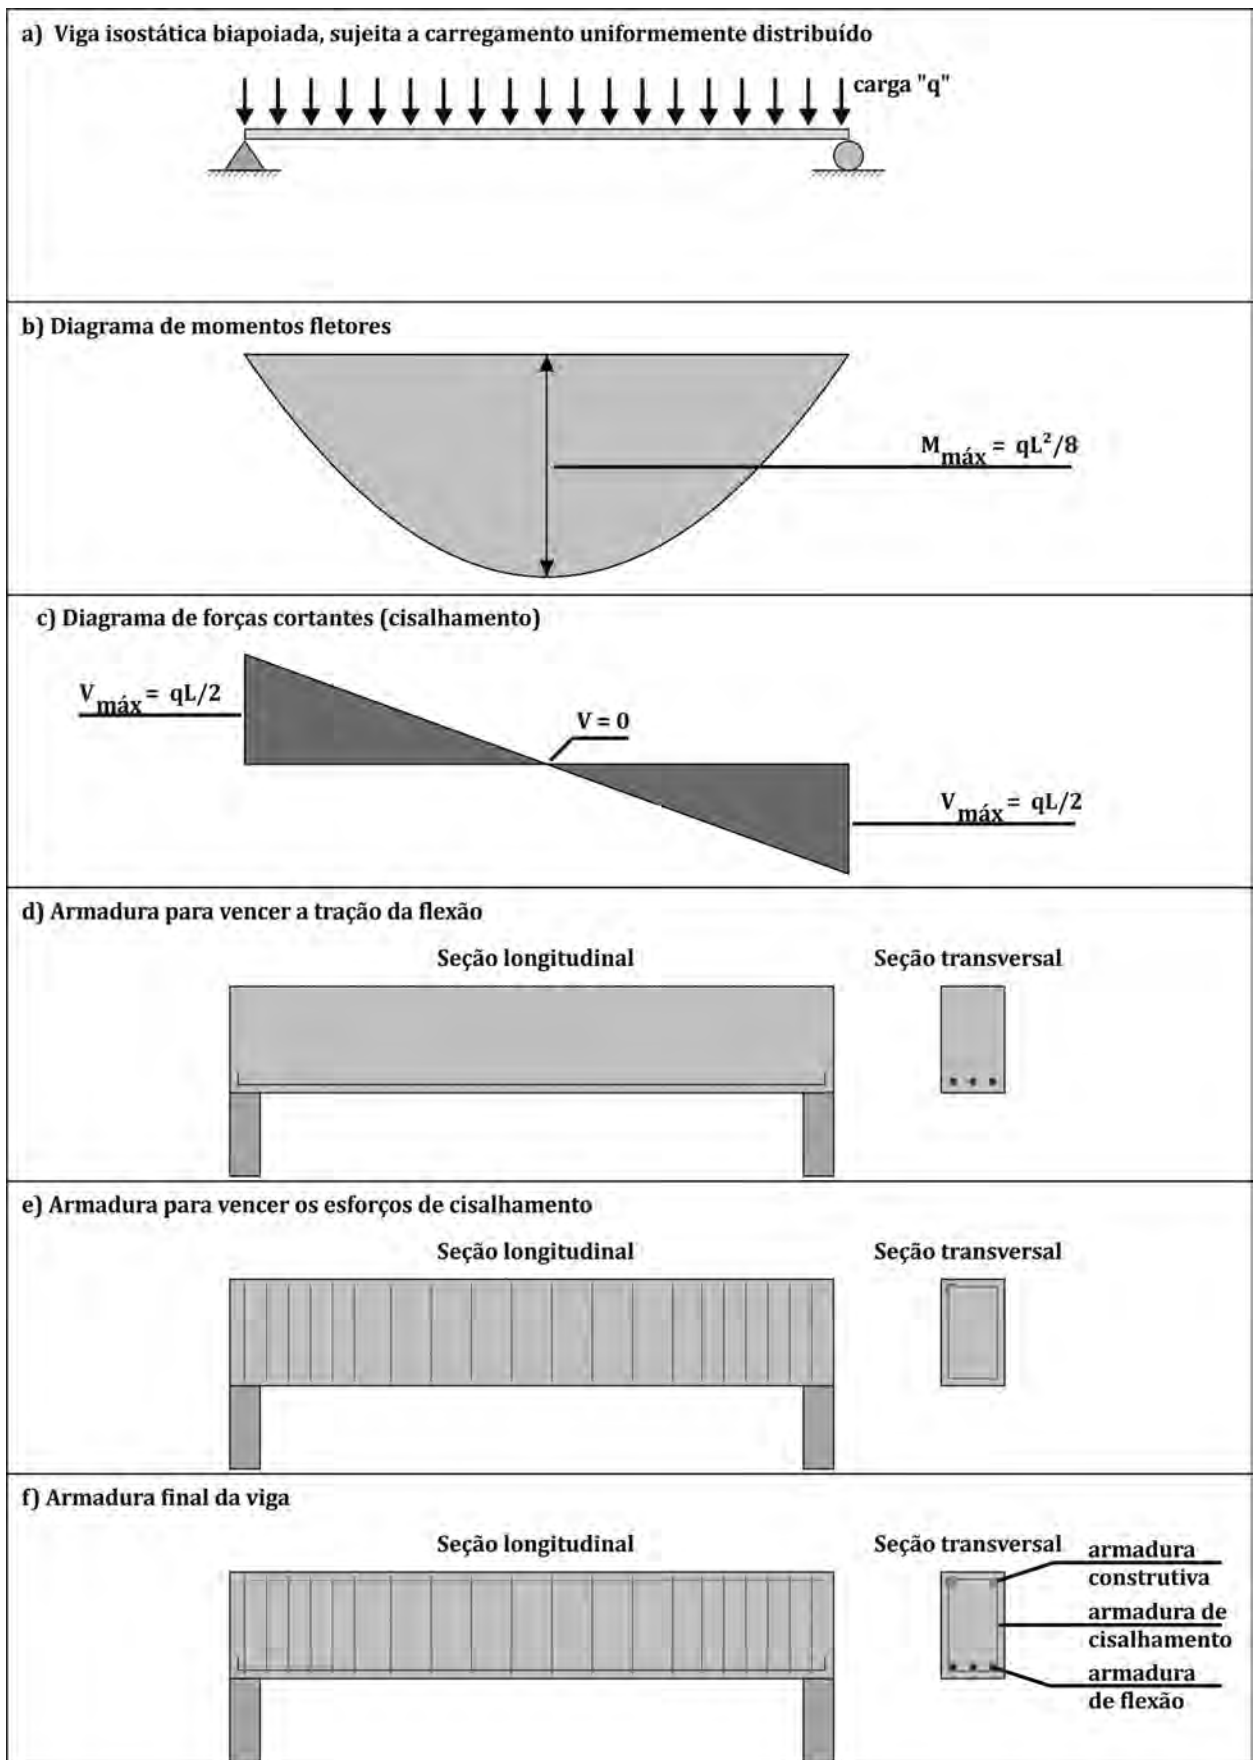 a) Viga isostática biapoiada, sujeita a carregamento uniformemente distribuído
carga "q"
b) Diagrama de momentos fletores
Mmáx = qL²/8
c) Diagrama de forças cortantes (cisalhamento)
Vmáx = qL/2
V = 0
Vmáx = qL/2
d) Armadura para vencer a tração da flexão
Seção longitudinal
Seção transversal
e) Armadura para vencer os esforços de cisalhamento
Seção longitudinal
Seção transversal
f) Armadura final da viga
Seção longitudinal
Seção transversal
armadura
construtiva
armadura de
cisalhamento
armadura
de flexão